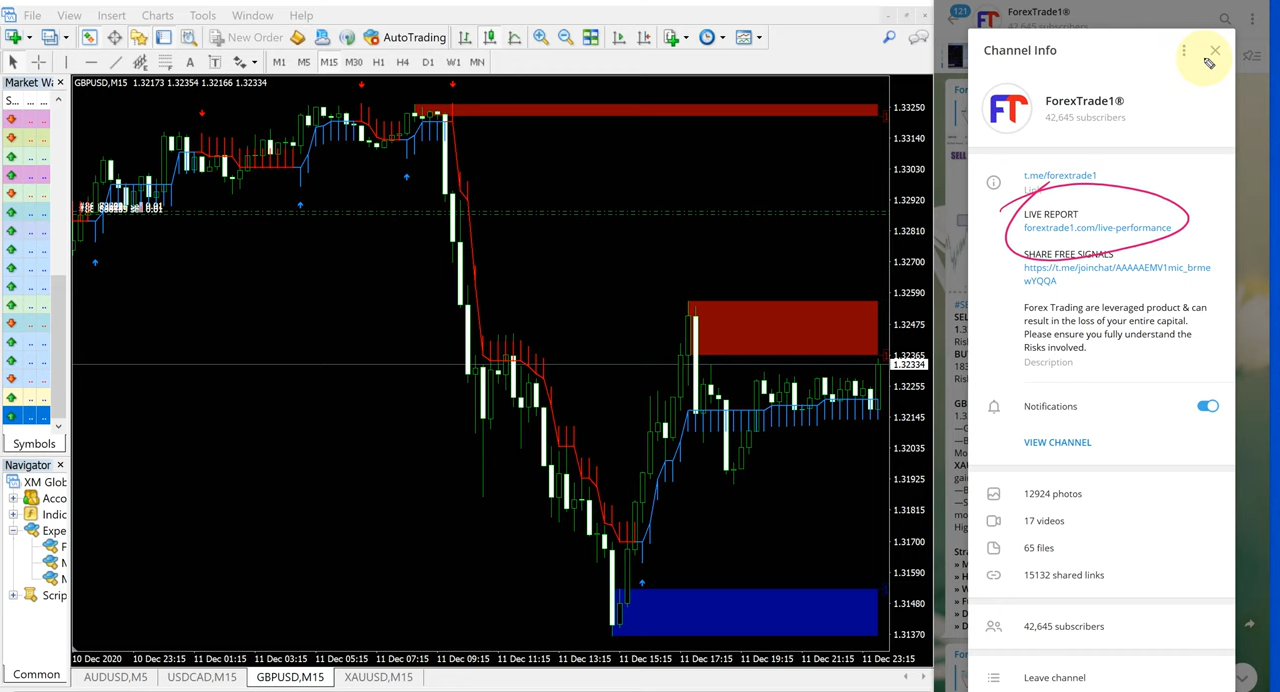 File View Insert Charts Tools Window Help
New Order AutoTrading
A T M1 M5 M15 M30 H1 H4 D1 W1 MN
Market Wa
S... ... ...
Symbols
Navigator
XM Glob
Acco
Indic
Expe
F
M
M
Scrip
Common
GBPUSD,M15 1.32173 1.32354 1.32166 1.32334
sell 0.01
1.33250
1.33140
1.33030
1.32920
1.32810
1.32700
1.32590
1.32475
1.32365
1.32334
1.32255
1.32145
1.32035
1.31925
1.31815
1.31700
1.31590
1.31480
1.31370
10 Dec 2020 10 Dec 23:15 11 Dec 01:15 11 Dec 03:15 11 Dec 05:15 11 Dec 07:15 11 Dec 09:15 11 Dec 11:15 11 Dec 13:15 11 Dec 15:15 11 Dec 17:15 11 Dec 19:15 11 Dec 21:15 11 Dec 23:15
AUDUSD,M5 USDCAD,M15 GBPUSD,M15 XAUUSD,M15
121
ForexTrade1®
42,645 subscribers
Channel Info
FT
ForexTrade1®
42,645 subscribers
t.me/forextrade1
LIVE REPORT
forextrade1.com/live-performance
SHARE FREE SIGNALS
https://t.me/joinchat/AAAAAEMV1mic_brme
wYQQA
Forex Trading are leveraged product & can
result in the loss of your entire capital.
Please ensure you fully understand the
Risks involved.
Description
Notifications
VIEW CHANNEL
12924 photos
17 videos
65 files
15132 shared links
42,645 subscribers
Leave channel